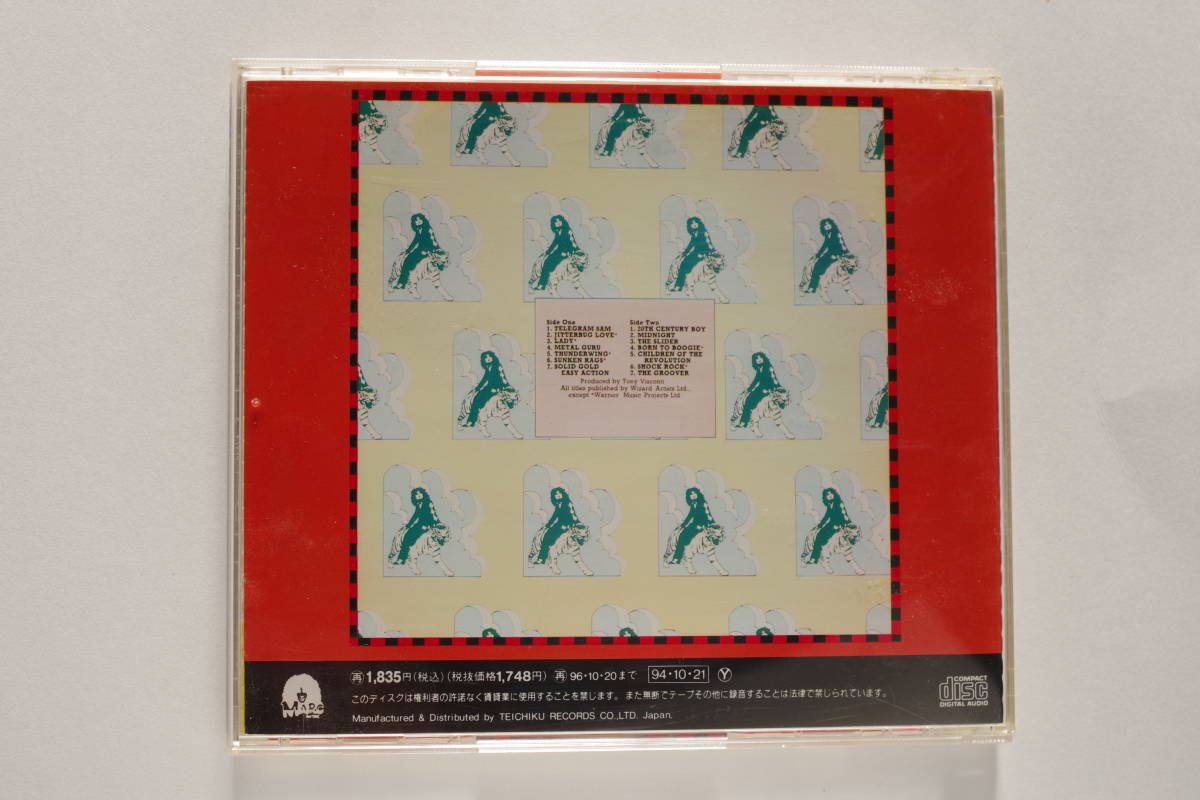 Side One
1. TELEGRAM SAM
2. JITTERBUG LOVE*
3. LADY*
4. METAL GURU
5. THUNDERWING*
6. SUNKEN RAGS*
7. SOLID GOLD
EASY ACTION
Side Two
1. 20TH CENTURY BOY
2. MIDNIGHT
3. THE SLIDER
4. BORN TO BOOGIE*
5. CHILDREN OF THE
REVOLUTION
6. SHOCK ROCK*
7. THE GROOVER
Produced by Tony Visconti
All titles published by Wizard Artists Ltd.,
except *Warner Music Projects Ltd
再1,835円(税込)(税抜価格1,748円) 再96・10・20まで 94・10・21 Y
このディスクは権利者の許諾なく賃貸業に使用することを禁じます。また無断でテープその他に録音することは法律で禁じられています。
Manufactured & Distributed by TEICHIKU RECORDS CO.,LTD. Japan.
MARC
COMPACT
disc
DIGITAL AUDIO